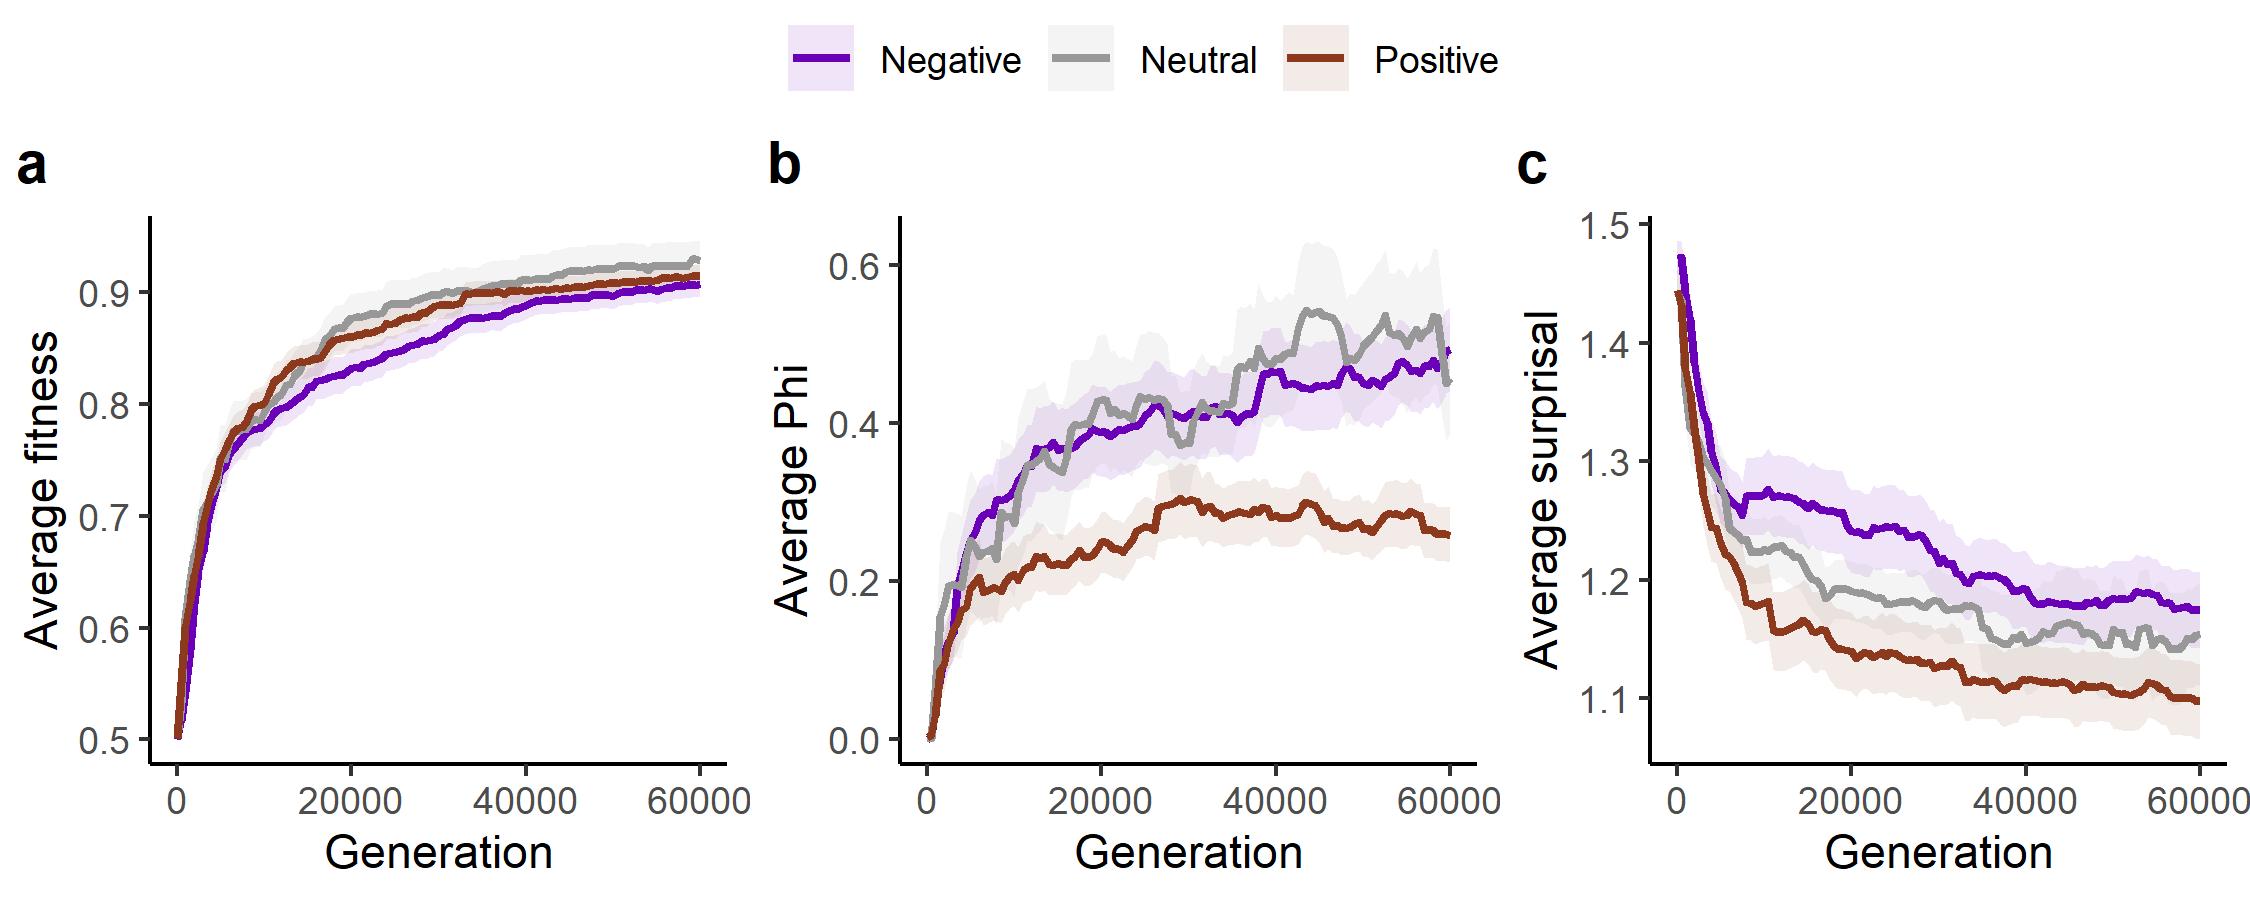 Negative Neutral Positive
a b c
Average fitness
0.9
0.8
0.7
0.6
0.5
0 20000 40000 60000
Generation
Average Phi
0.6
0.4
0.2
0.0
0 20000 40000 60000
Generation
Average surprisal
1.5
1.4
1.3
1.2
1.1
0 20000 40000 60000
Generation